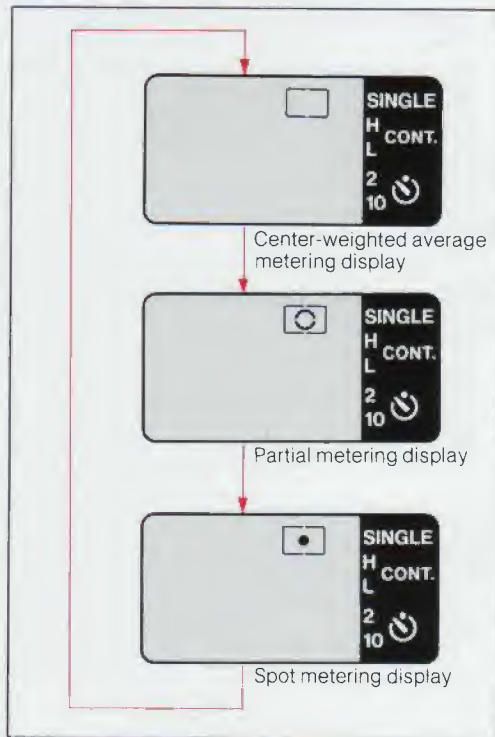 SINGLE
H
CONT.
L
2
10
Center-weighted average
metering display
SINGLE
H
CONT.
L
2
10
Partial metering display
SINGLE
H
CONT.
L
2
10
Spot metering display